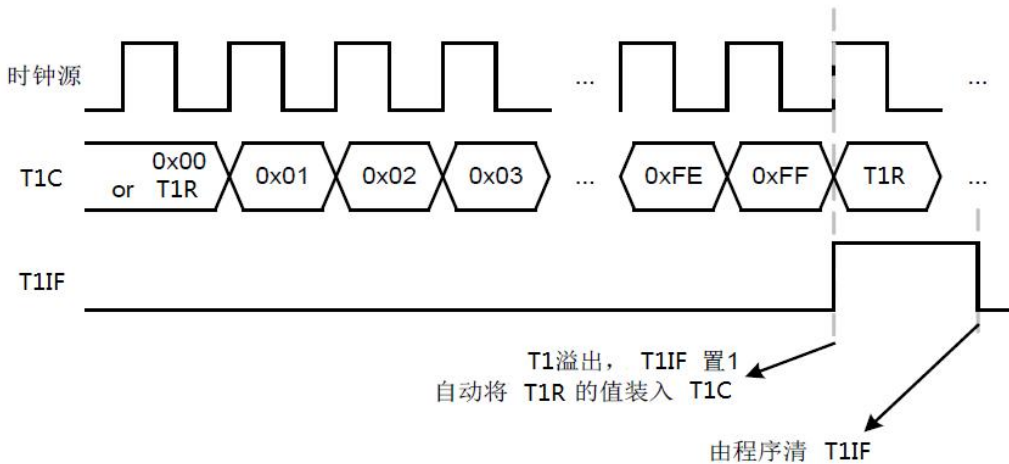 时钟源 ... ...
T1C 0x00 or T1R 0x01 0x02 0x03 ... 0xFE 0xFF T1R ...
T1IF
T1溢出， T1IF 置1
自动将 T1R 的值装入 T1C
由程序清 T1IF